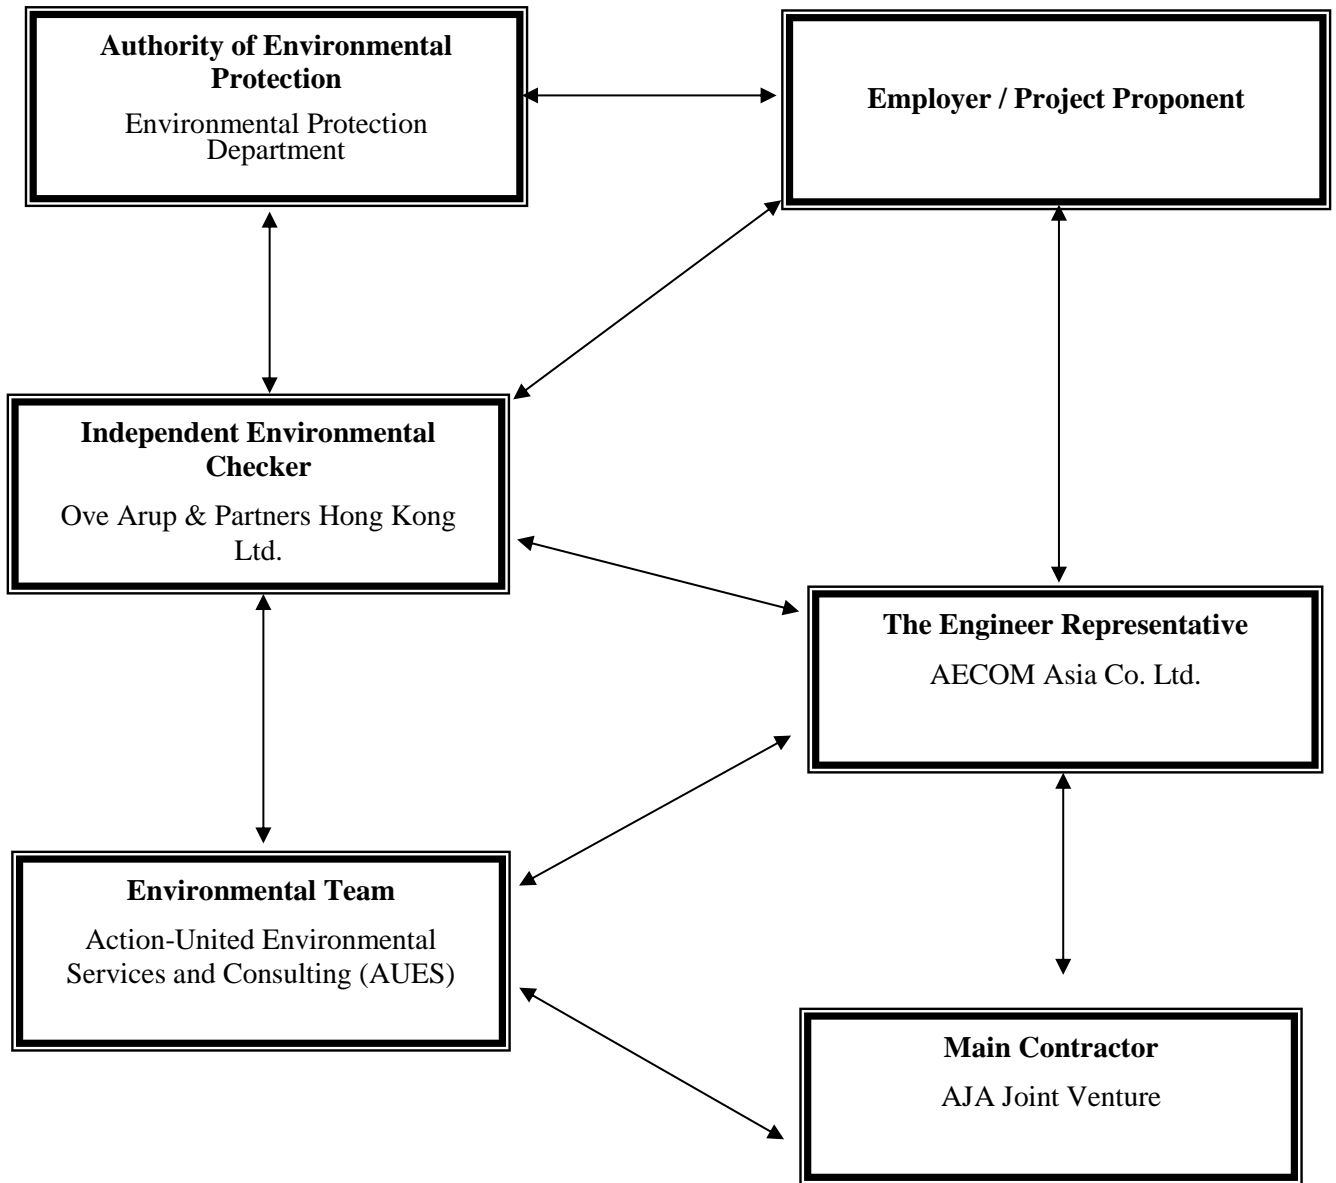 Authority of Environmental
Protection
Environmental Protection
Department
Employer / Project Proponent
Independent Environmental
Checker
Ove Arup & Partners Hong Kong
Ltd.
The Engineer Representative
AECOM Asia Co. Ltd.
Environmental Team
Action-United Environmental
Services and Consulting (AUES)
Main Contractor
AJA Joint Venture